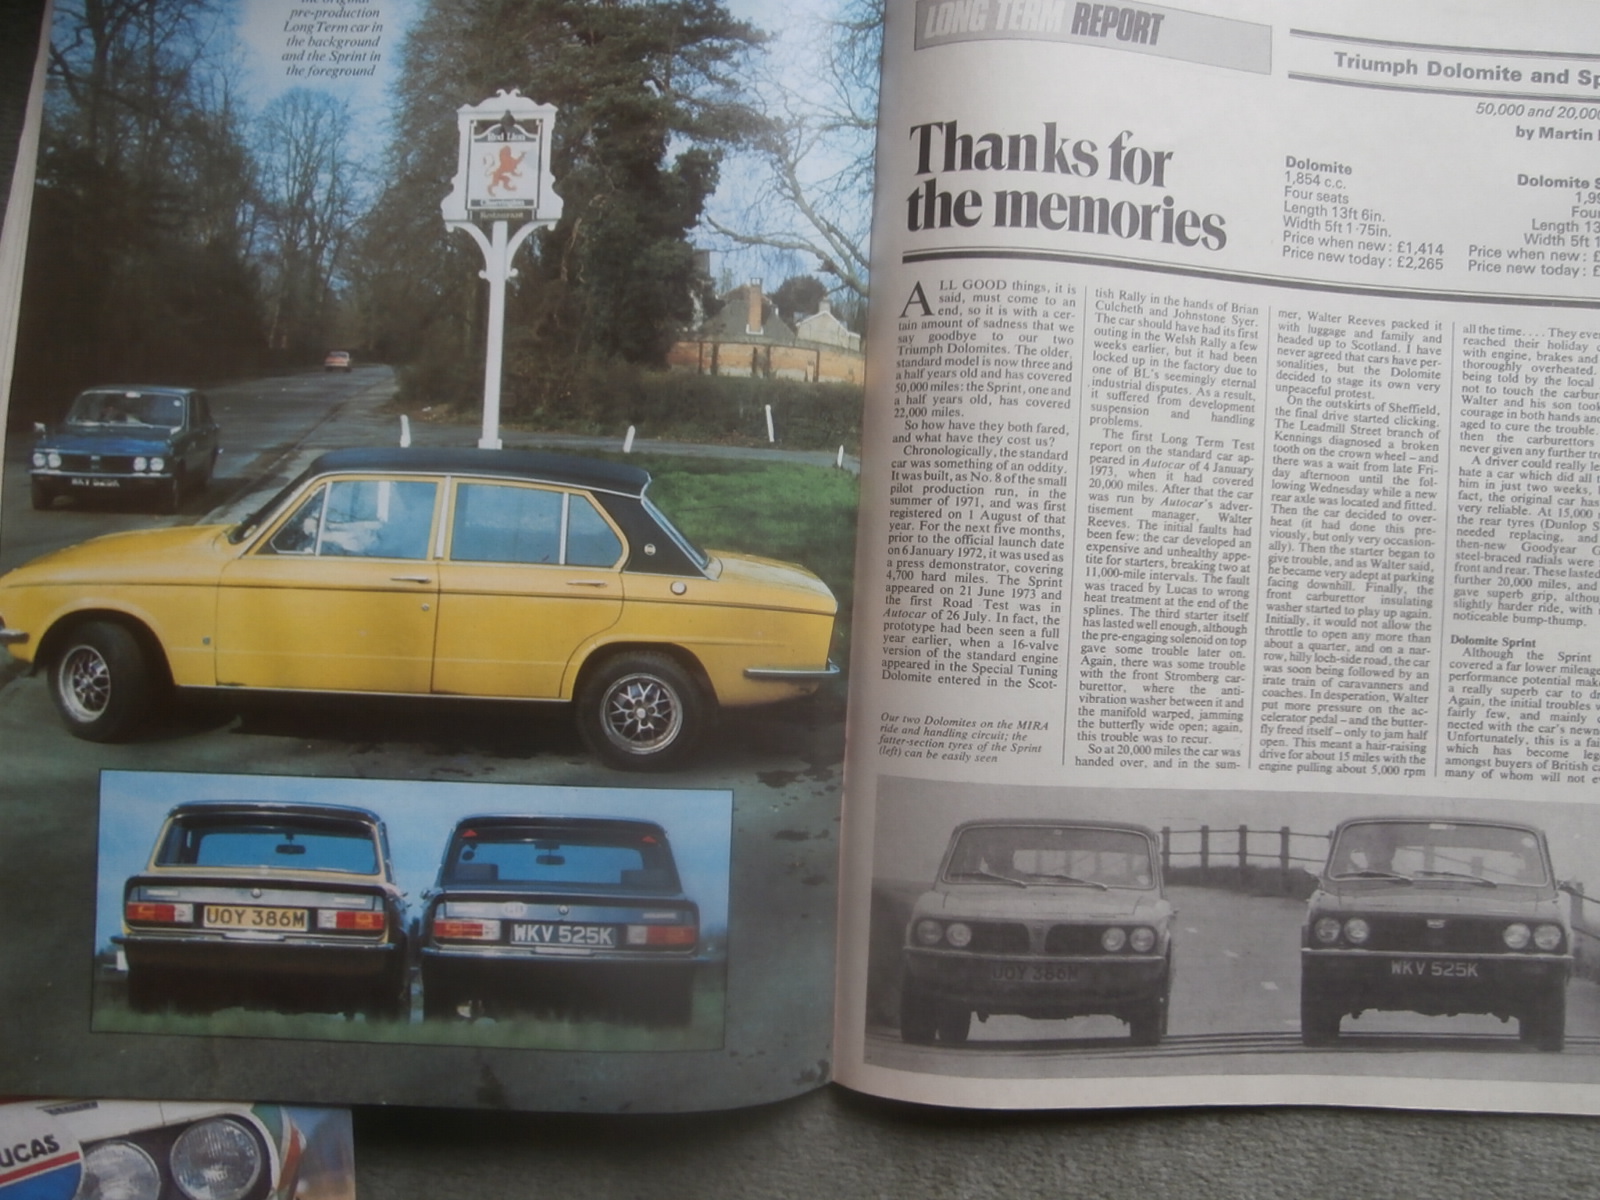 the original
pre-production
Long Term car in
the background
and the Sprint in
the foreground
Red Lion
Restaurant
WKV 525K
UOY 386M
WKV 525K
UCAS
LONG TERM REPORT
Triumph Dolomite and Sp
50,000 and 20,000
by Martin
Thanks for
the memories
Dolomite
1,854 c.c.
Four seats
Length 13ft 6in.
Width 5ft 1·75in.
Price when new: £1,414
Price new today: £2,265
Dolomite S
1,99
Four
Length 13
Width 5ft 1
Price when new: £
Price new today: £
ALL GOOD things, it is
said, must come to an
end, so it is with a cer-
tain amount of sadness that we
say goodbye to our two
Triumph Dolomites. The older,
standard model is now three and
a half years old and has covered
50,000 miles: the Sprint, one and
a half years old, has covered
22,000 miles.
So how have they both fared,
and what have they cost us?
Chronologically, the standard
car was something of an oddity.
It was built, as No. 8 of the small
pilot production run, in the
summer of 1971, and was first
registered on 1 August of that
year. For the next five months,
prior to the official launch date
on 6 January 1972, it was used as
a press demonstrator, covering
4,700 hard miles. The Sprint
appeared on 21 June 1973 and
the first Road Test was in
Autocar of 26 July. In fact, the
prototype had been seen a full
year earlier, when a 16-valve
version of the standard engine
appeared in the Special Tuning
Dolomite entered in the Scot-
Our two Dolomites on the MIRA
ride and handling circuit; the
fatter-section tyres of the Sprint
(left) can be easily seen
tish Rally in the hands of Brian
Culcheth and Johnstone Syer.
The car should have had its first
outing in the Welsh Rally a few
weeks earlier, but it had been
locked up in the factory due to
one of BL's seemingly eternal
industrial disputes. As a result,
it suffered from development
suspension and handling
problems.
The first Long Term Test
report on the standard car ap-
peared in Autocar of 4 January
1973, when it had covered
20,000 miles. After that the car
was run by Autocar's adver-
tisement manager, Walter
Reeves. The initial faults had
been few: the car developed an
expensive and unhealthy appe-
tite for starters, breaking two at
11,000-mile intervals. The fault
was traced by Lucas to wrong
heat treatment at the end of the
splines. The third starter itself
has lasted well enough, although
the pre-engaging solenoid on top
gave some trouble later on.
Again, there was some trouble
with the front Stromberg car-
burettor, where the anti-
vibration washer between it and
the manifold warped, jamming
the butterfly wide open; again,
this trouble was to recur.
So at 20,000 miles the car was
handed over, and in the sum-
mer, Walter Reeves packed it
with luggage and family and
headed up to Scotland. I have
never agreed that cars have per-
sonalities, but the Dolomite
decided to stage its own very
unpeaceful protest.
On the outskirts of Sheffield,
the final drive started clicking.
The Leadmill Street branch of
Kennings diagnosed a broken
tooth on the crown wheel – and
there was a wait from late Fri-
day afternoon until the fol-
lowing Wednesday while a new
rear axle was located and fitted.
Then the car decided to over-
heat (it had done this pre-
viously, but only very occasion-
ally). Then the starter began to
give trouble, and as Walter said,
he became very adept at parking
facing downhill. Finally, the
front carburettor insulating
washer started to play up again.
Initially, it would not allow the
throttle to open any more than
about a quarter, and on a nar-
row, hilly loch-side road, the car
was soon being followed by an
irate train of caravanners and
coaches. In desperation, Walter
put more pressure on the ac-
celerator pedal – and the butter-
fly freed itself – only to jam half
open. This meant a hair-raising
drive for about 15 miles with the
engine pulling about 5,000 rpm
all the time.... They even
reached their holiday
with engine, brakes and
thoroughly overheated.
being told by the local
not to touch the carbur
Walter and his son took
courage in both hands and
aged to cure the trouble.
then the carburettors
never given any further tr
A driver could really le
hate a car which did all t
him in just two weeks,
fact, the original car has
very reliable. At 15,000
the rear tyres (Dunlop S
needed replacing, and
then-new Goodyear G
steel-braced radials were
front and rear. These lasted
further 20,000 miles, and
gave superb grip, althou
slightly harder ride, with
noticeable bump-thump.
Dolomite Sprint
Although the Sprint
covered a far lower mileage
performance potential make
a really superb car to dr
Again, the initial troubles w
fairly few, and mainly c
nected with the car's newn
Unfortunately, this is a fai
which has become leg
amongst buyers of British ca
many of whom will not e
UOY 386M
WKV 525K